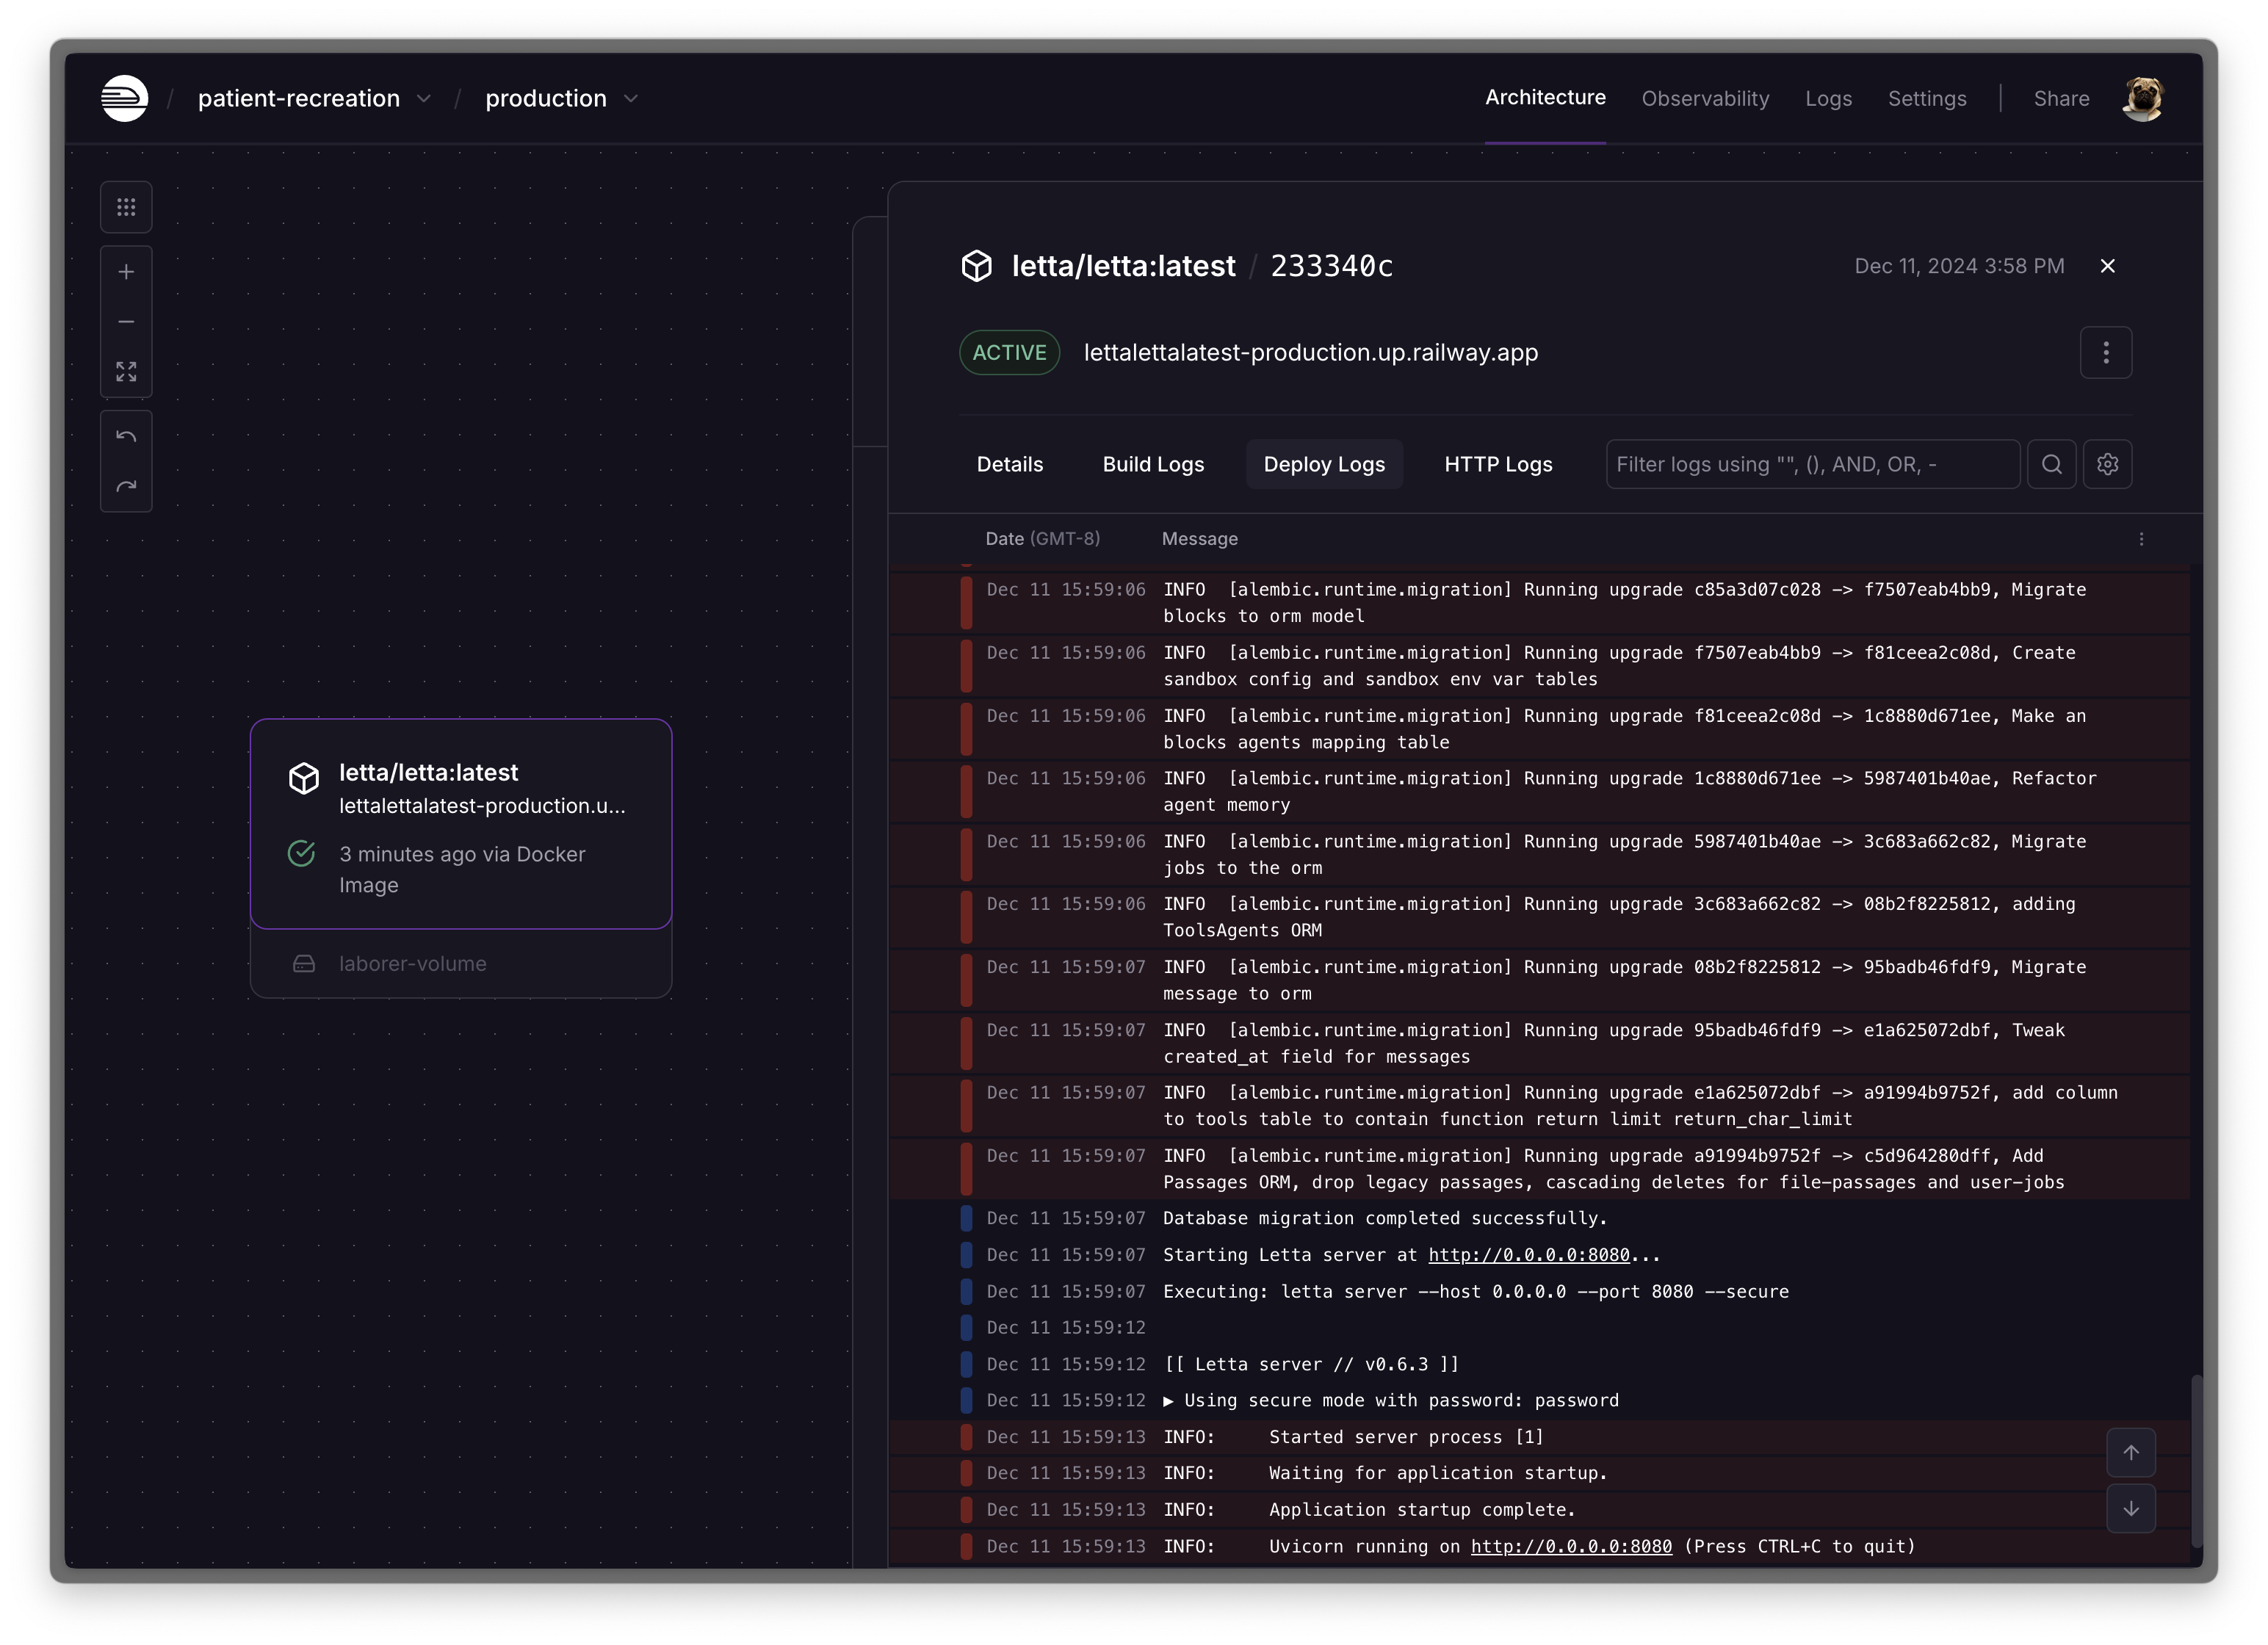 / patient-recreation / production
Architecture Observability Logs Settings | Share
letta/letta:latest / 233340c
Dec 11, 2024 3:58 PM
ACTIVE lettalettalatest-production.up.railway.app
Details Build Logs Deploy Logs HTTP Logs Filter logs using "", (), AND, OR, -
Date (GMT-8) Message
Dec 11 15:59:06 INFO [alembic.runtime.migration] Running upgrade c85a3d07c028 -> f7507eab4bb9, Migrate
blocks to orm model
Dec 11 15:59:06 INFO [alembic.runtime.migration] Running upgrade f7507eab4bb9 -> f81ceea2c08d, Create
sandbox config and sandbox env var tables
Dec 11 15:59:06 INFO [alembic.runtime.migration] Running upgrade f81ceea2c08d -> 1c8880d671ee, Make an
blocks agents mapping table
Dec 11 15:59:06 INFO [alembic.runtime.migration] Running upgrade 1c8880d671ee -> 5987401b40ae, Refactor
agent memory
Dec 11 15:59:06 INFO [alembic.runtime.migration] Running upgrade 5987401b40ae -> 3c683a662c82, Migrate
jobs to the orm
Dec 11 15:59:06 INFO [alembic.runtime.migration] Running upgrade 3c683a662c82 -> 08b2f8225812, adding
ToolsAgents ORM
Dec 11 15:59:07 INFO [alembic.runtime.migration] Running upgrade 08b2f8225812 -> 95badb46fdf9, Migrate
message to orm
Dec 11 15:59:07 INFO [alembic.runtime.migration] Running upgrade 95badb46fdf9 -> e1a625072dbf, Tweak
created_at field for messages
Dec 11 15:59:07 INFO [alembic.runtime.migration] Running upgrade e1a625072dbf -> a91994b9752f, add column
to tools table to contain function return limit return_char_limit
Dec 11 15:59:07 INFO [alembic.runtime.migration] Running upgrade a91994b9752f -> c5d964280dff, Add
Passages ORM, drop legacy passages, cascading deletes for file-passages and user-jobs
Dec 11 15:59:07 Database migration completed successfully.
Dec 11 15:59:07 Starting Letta server at http://0.0.0.0:8080...
Dec 11 15:59:07 Executing: letta server --host 0.0.0.0 --port 8080 --secure
Dec 11 15:59:12
Dec 11 15:59:12 [[ Letta server // v0.6.3 ]]
Dec 11 15:59:12 ▶ Using secure mode with password: password
Dec 11 15:59:13 INFO: Started server process [1]
Dec 11 15:59:13 INFO: Waiting for application startup.
Dec 11 15:59:13 INFO: Application startup complete.
Dec 11 15:59:13 INFO: Uvicorn running on http://0.0.0.0:8080 (Press CTRL+C to quit)
letta/letta:latest
lettalettalatest-production.u...
3 minutes ago via Docker
Image
laborer-volume